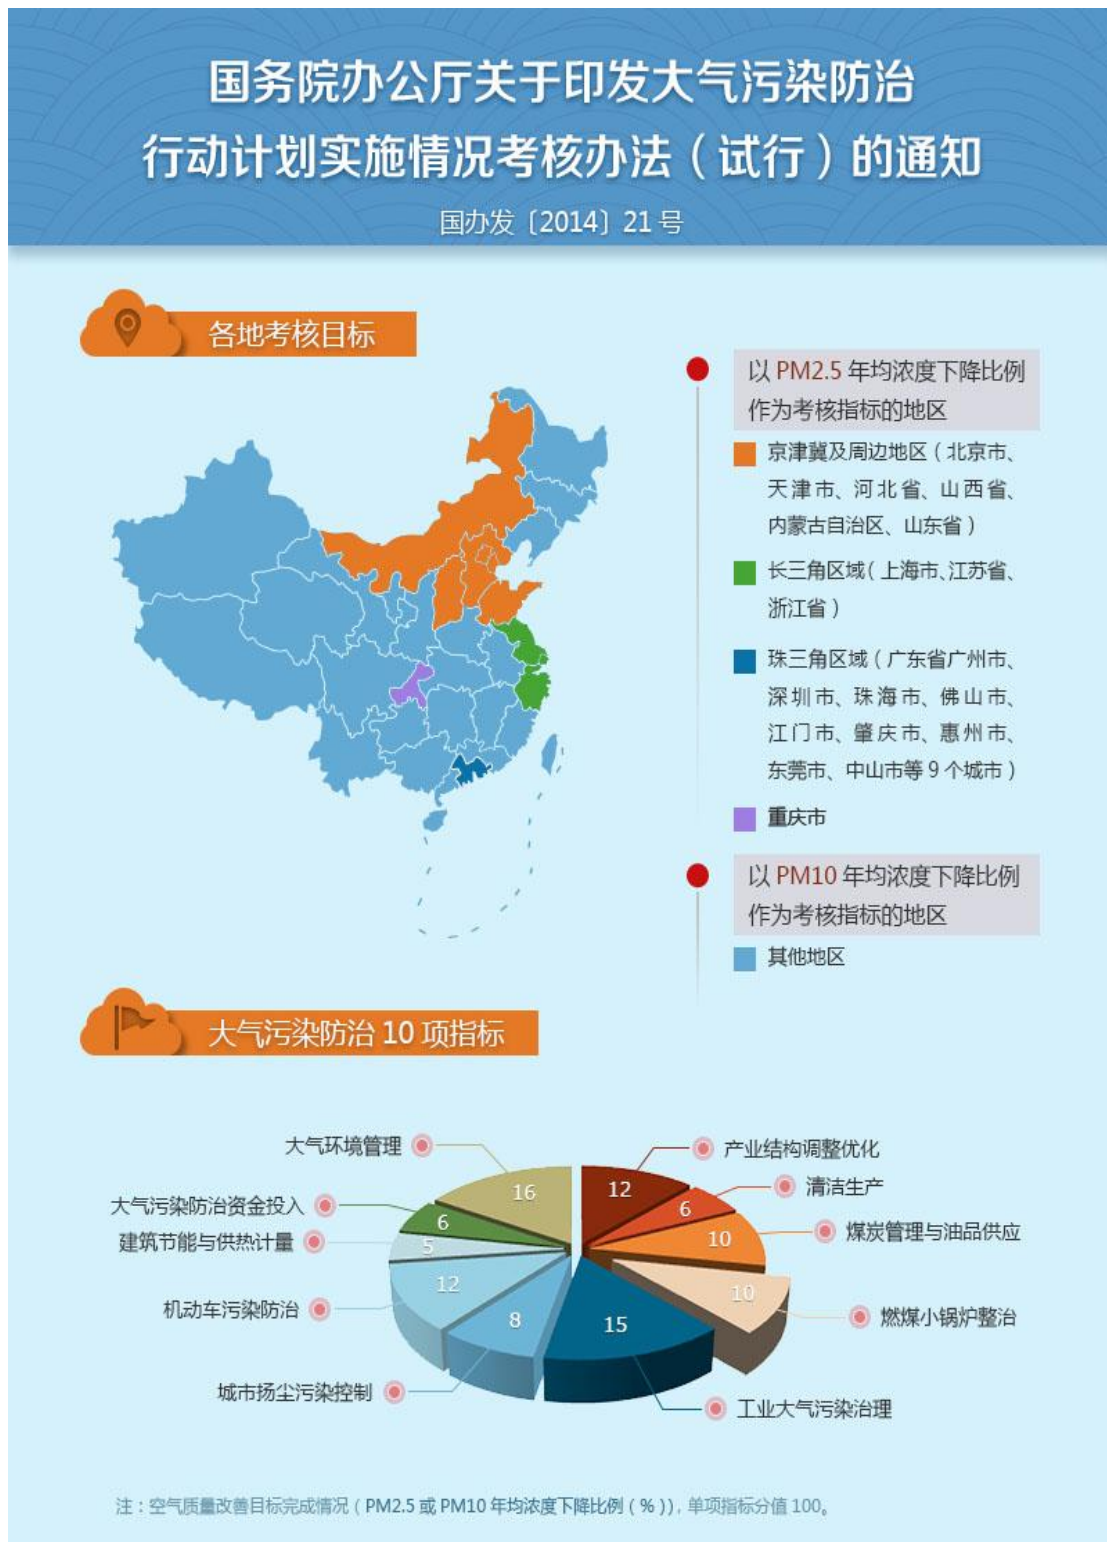 国务院办公厅关于印发大气污染防治
行动计划实施情况考核办法（试行）的通知
国办发〔2014〕21号
各地考核目标
以 PM2.5 年均浓度下降比例
作为考核指标的地区
京津冀及周边地区（北京市、
天津市、河北省、山西省、
内蒙古自治区、山东省）
长三角区域（上海市、江苏省、
浙江省）
珠三角区域（广东省广州市、
深圳市、珠海市、佛山市、
江门市、肇庆市、惠州市、
东莞市、中山市等9个城市）
重庆市
以 PM10 年均浓度下降比例
作为考核指标的地区
其他地区
大气污染防治10项指标
大气环境管理
16
产业结构调整优化
12
大气污染防治资金投入
6
清洁生产
6
建筑节能与供热计量
5
煤炭管理与油品供应
10
机动车污染防治
12
燃煤小锅炉整治
10
城市扬尘污染控制
8
工业大气污染治理
15
注：空气质量改善目标完成情况（PM2.5 或 PM10 年均浓度下降比例（%）），单项指标分值100。